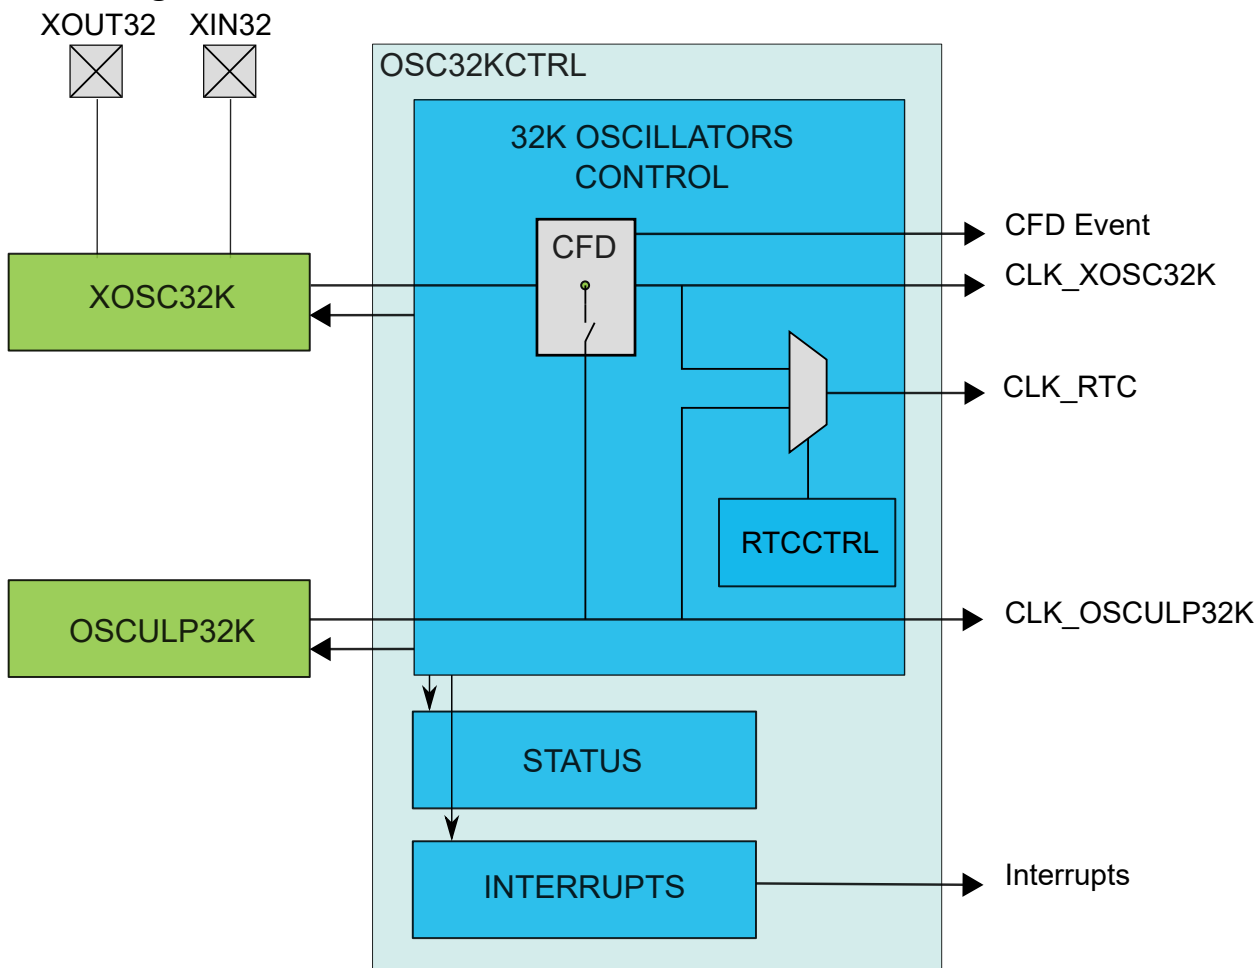 XOUT32
XIN32
OSC32KCTRL
32K OSCILLATORS
CONTROL
CFD
CFD Event
XOSC32K
CLK_XOSC32K
CLK_RTC
RTCCTRL
OSCULP32K
CLK_OSCULP32K
STATUS
INTERRUPTS
Interrupts